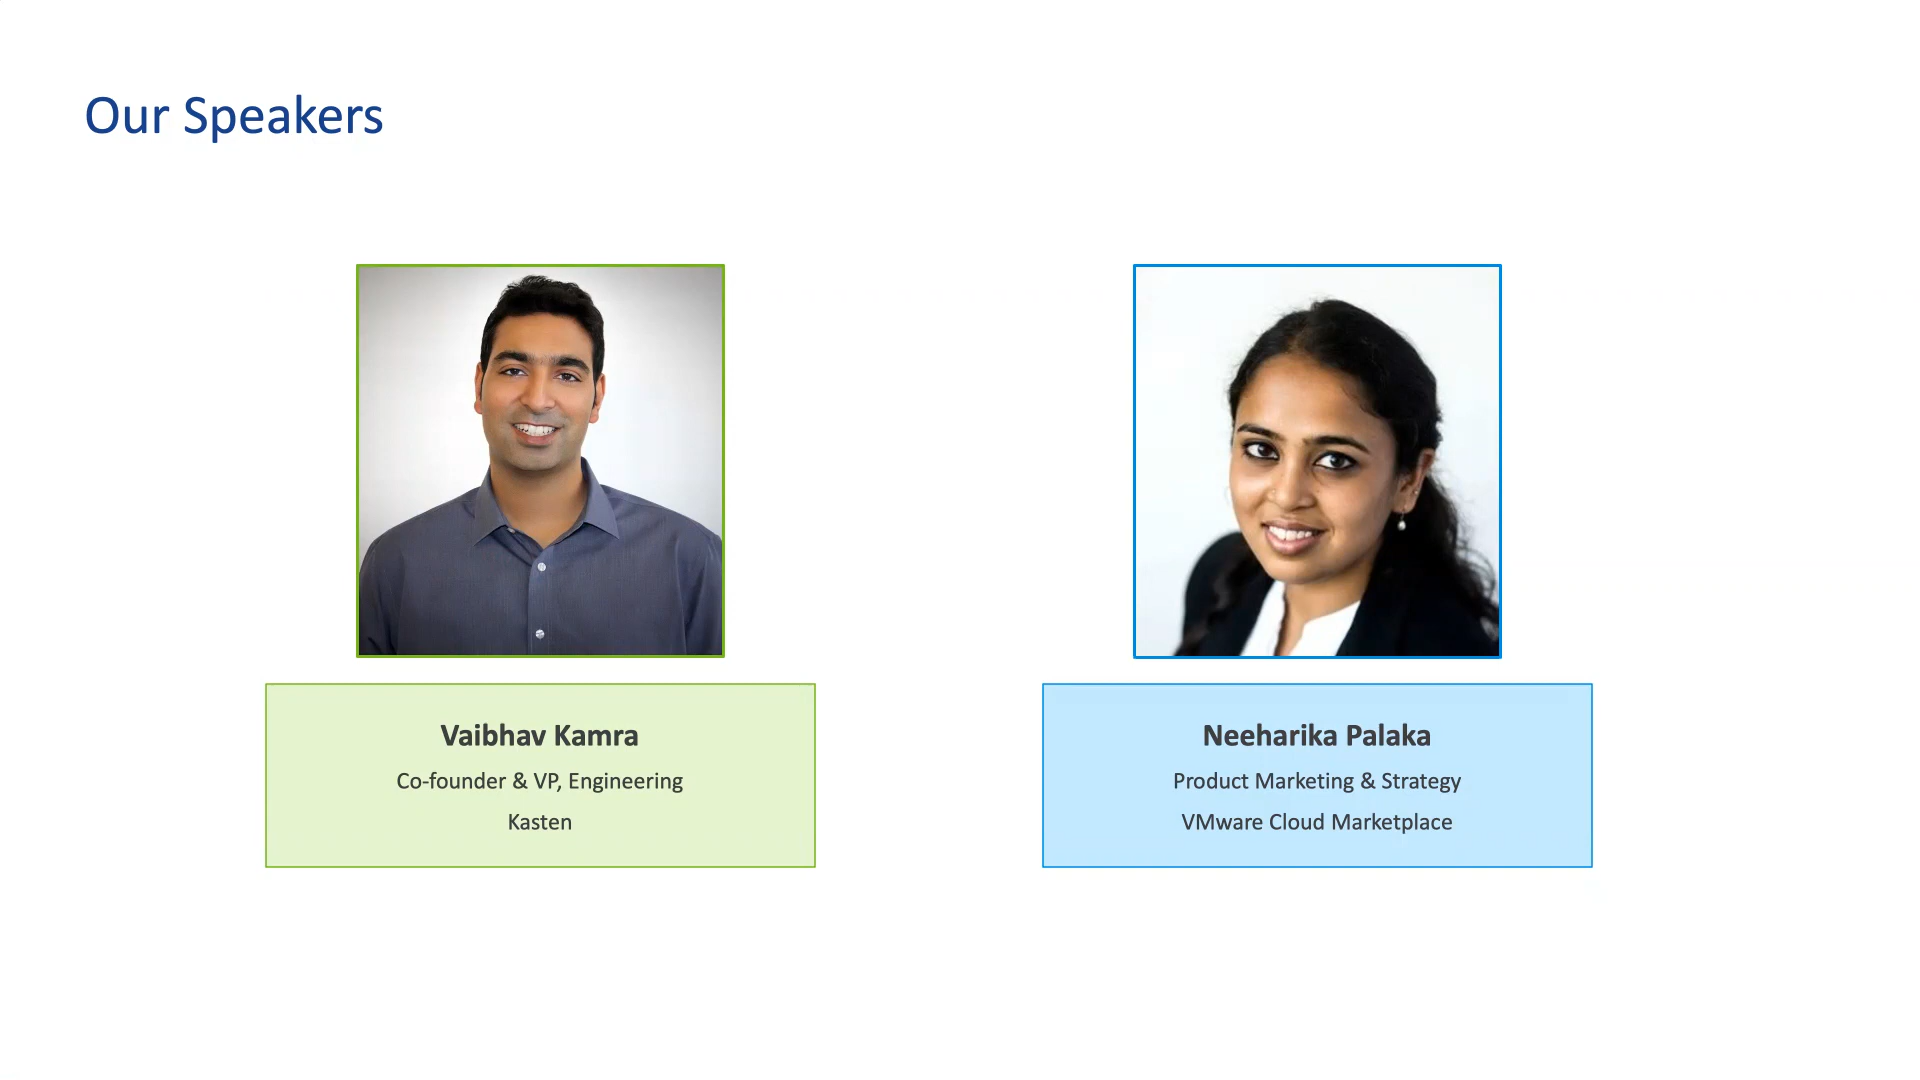 Our Speakers
Vaibhav Kamra
Co-founder & VP, Engineering
Kasten
Neeharika Palaka
Product Marketing & Strategy
VMware Cloud Marketplace